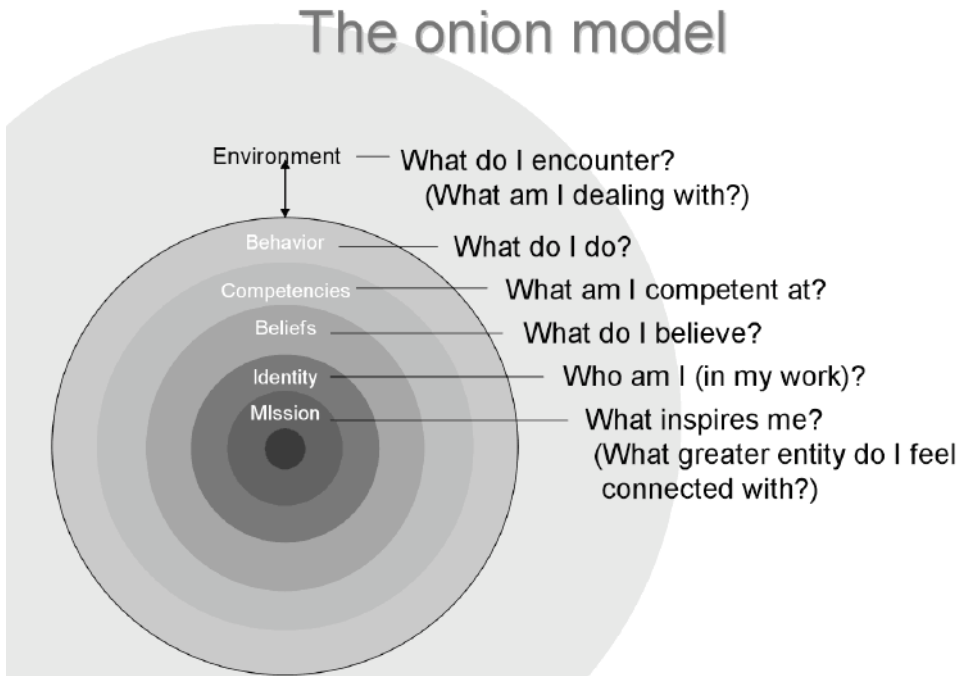 The onion model
Environment
What do I encounter?
(What am I dealing with?)
Behavior
What do I do?
Competencies
What am I competent at?
Beliefs
What do I believe?
Identity
Who am I (in my work)?
MIssion
What inspires me?
(What greater entity do I feel
connected with?)